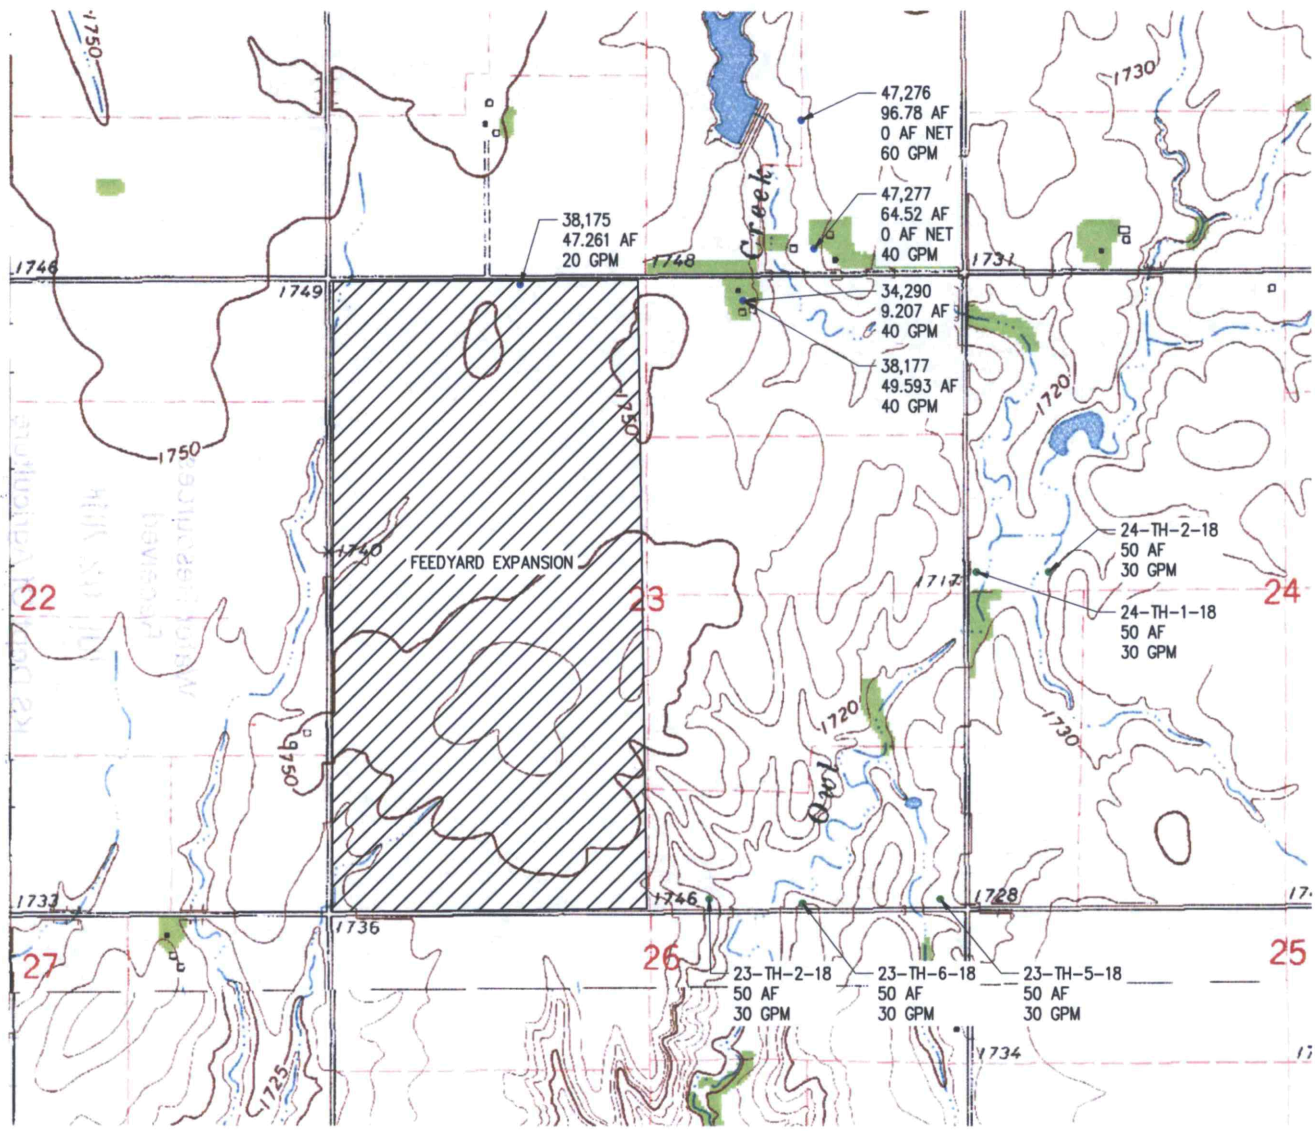 1750
1730
47,276
96.78 AF
0 AF NET
60 GPM
47,277
64.52 AF
0 AF NET
40 GPM
38,175
47.261 AF
20 GPM
Creek
1746
1748
1731
1749
34,290
9.207 AF
40 GPM
38,177
49.593 AF
40 GPM
1750
1720
1750
24-TH-2-18
50 AF
30 GPM
1740
FEEDYARD EXPANSION
1717
22
23
24
24-TH-1-18
50 AF
30 GPM
1720
1730
1750
Owl
1733
1746
1728
1736
27
26
25
23-TH-2-18
50 AF
30 GPM
23-TH-6-18
50 AF
30 GPM
23-TH-5-18
50 AF
30 GPM
1734
1725